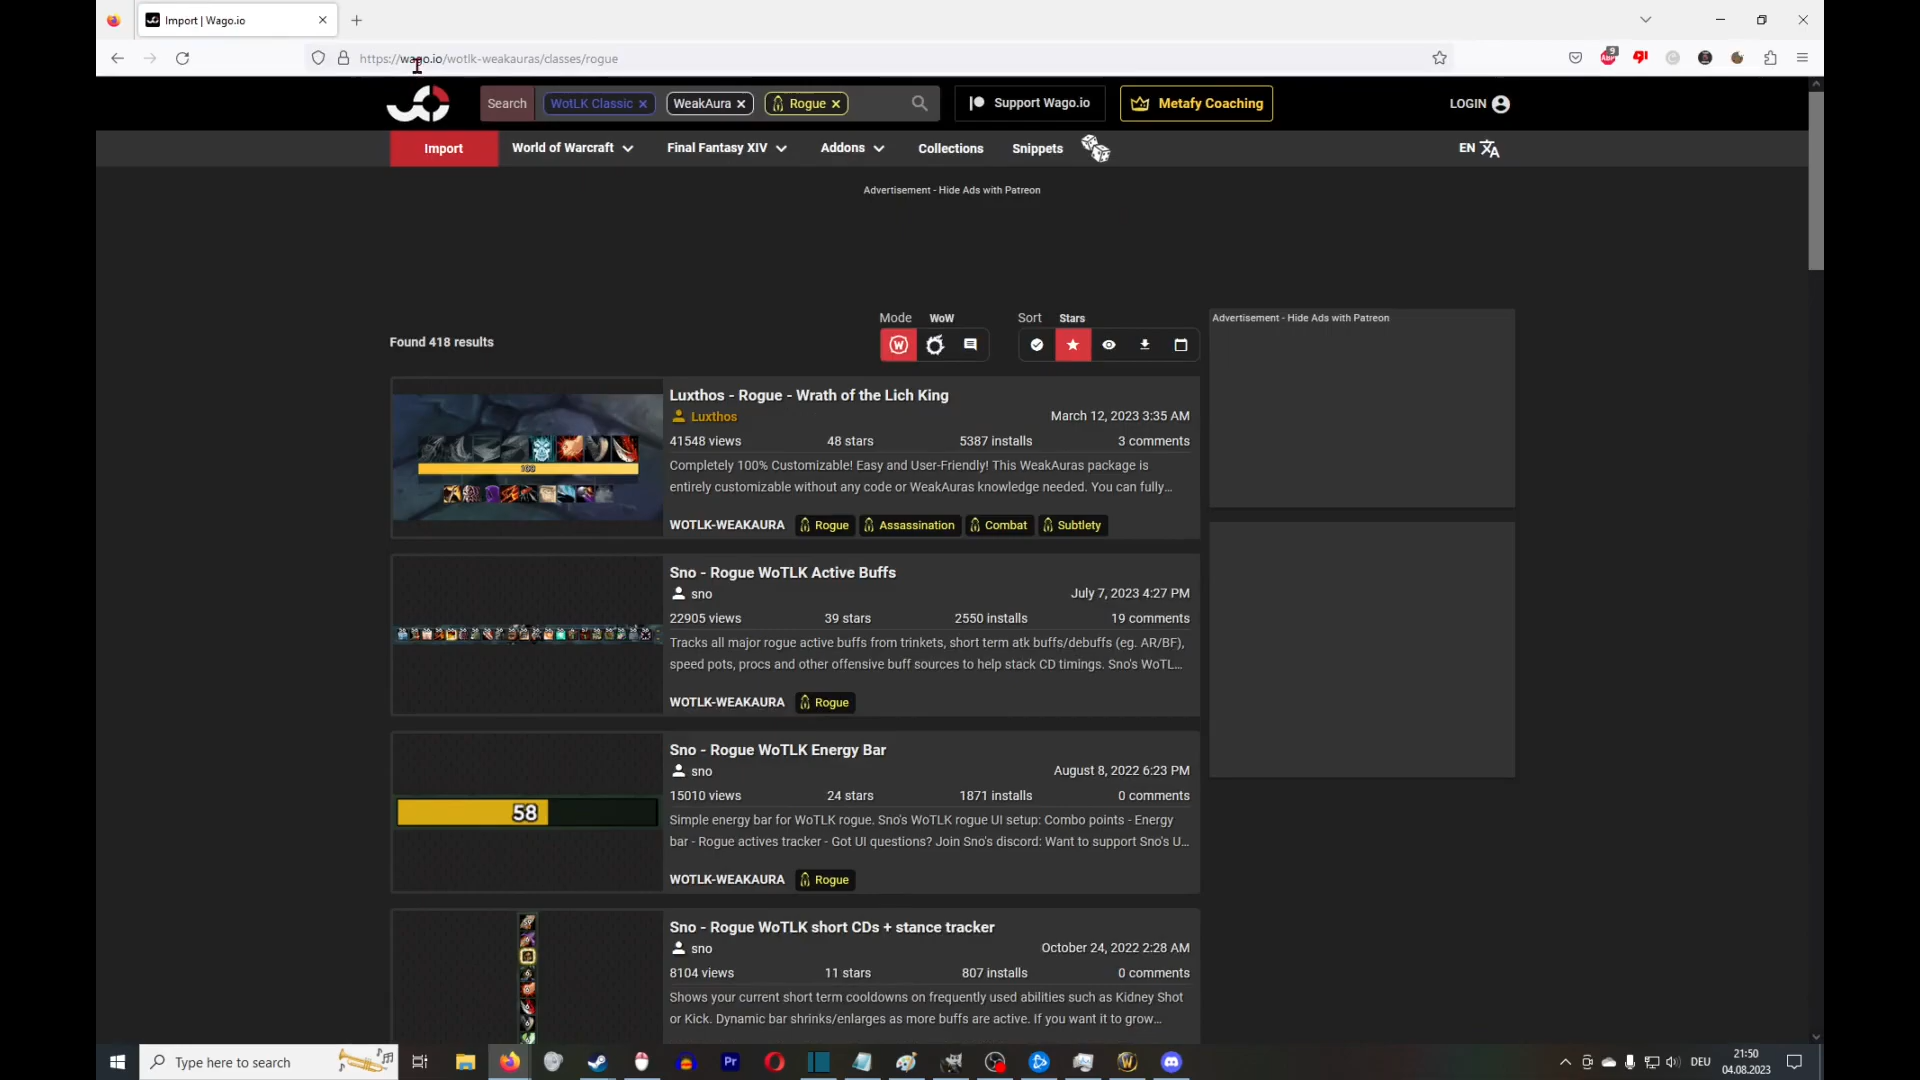 Import | Wago.io
https://wago.io/wotlk-weakauras/classes/rogue
9
Search
WotLK Classic
WeakAura
Rogue
Support Wago.io
Metafy Coaching
LOGIN
Import
World of Warcraft
Final Fantasy XIV
Addons
Collections
Snippets
EN
Advertisement - Hide Ads with Patreon
Found 418 results
Mode WoW
Sort Stars
Advertisement - Hide Ads with Patreon
Luxthos - Rogue - Wrath of the Lich King
Luxthos
March 12, 2023 3:35 AM
41548 views 48 stars 5387 installs 3 comments
Completely 100% Customizable! Easy and User-Friendly! This WeakAuras package is
entirely customizable without any code or WeakAuras knowledge needed. You can fully...
WOTLK-WEAKAURA Rogue Assassination Combat Subtlety
100
Sno - Rogue WoTLK Active Buffs
sno
July 7, 2023 4:27 PM
22905 views 39 stars 2550 installs 19 comments
Tracks all major rogue active buffs from trinkets, short term atk buffs/debuffs (eg. AR/BF),
speed pots, procs and other offensive buff sources to help stack CD timings. Sno's WoTL...
WOTLK-WEAKAURA Rogue
Sno - Rogue WoTLK Energy Bar
sno
August 8, 2022 6:23 PM
15010 views 24 stars 1871 installs 0 comments
58
Simple energy bar for WoTLK rogue. Sno's WoTLK rogue UI setup: Combo points - Energy
bar - Rogue actives tracker - Got UI questions? Join Sno's discord: Want to support Sno's U...
WOTLK-WEAKAURA Rogue
Sno - Rogue WoTLK short CDs + stance tracker
sno
October 24, 2022 2:28 AM
8104 views 11 stars 807 installs 0 comments
Shows your current short term cooldowns on frequently used abilities such as Kidney Shot
or Kick. Dynamic bar shrinks/enlarges as more buffs are active. If you want it to grow...
Type here to search
Pr
DEU
21:50
04.08.2023